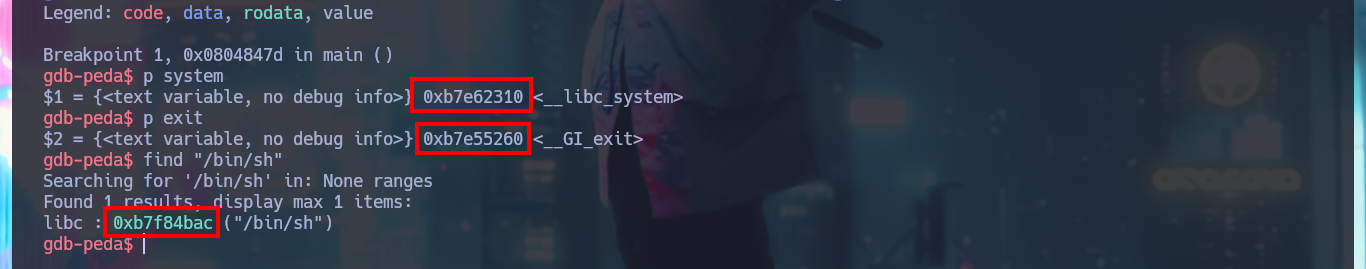 Legend: code, data, rodata, value
Breakpoint 1, 0x0804847d in main ()
gdb-peda$ p system
$1 = {<text variable, no debug info>} 0xb7e62310 <__libc_system>
gdb-peda$ p exit
$2 = {<text variable, no debug info>} 0xb7e55260 <__GI_exit>
gdb-peda$ find "/bin/sh"
Searching for '/bin/sh' in: None ranges
Found 1 results, display max 1 items:
libc : 0xb7f84bac ("/bin/sh")
gdb-peda$